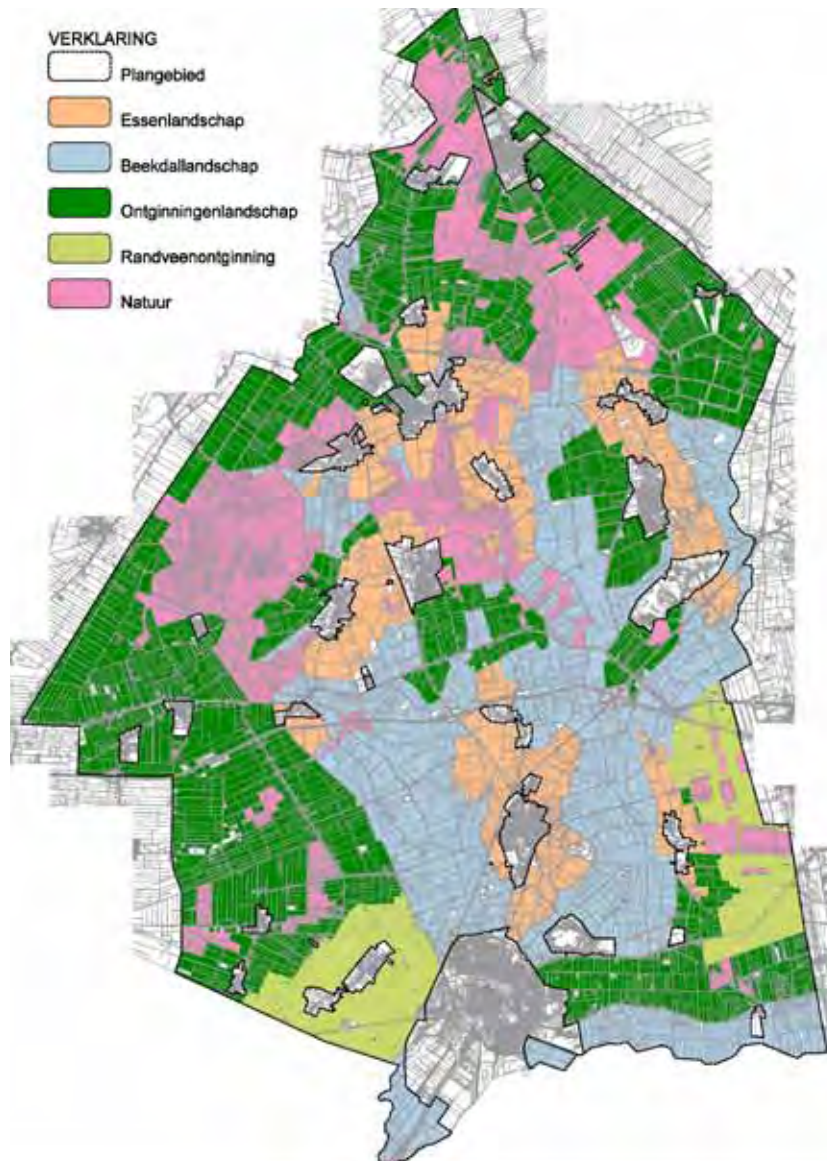 VERKLARING
Plangebied
Essenlandschap
Beekdallandschap
Ontginningenlandschap
Randveenontginning
Natuur